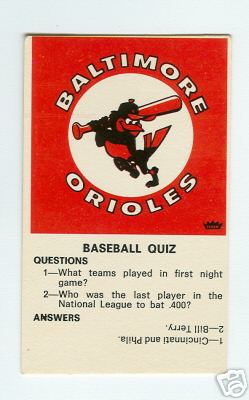 BALTIMORE
ORIOLES
FLEER
BASEBALL QUIZ
QUESTIONS
1—What teams played in first night
game?
2—Who was the last player in the
National League to bat .400?
ANSWERS
1—Cincinnati and Phila.
2—Bill Terry.